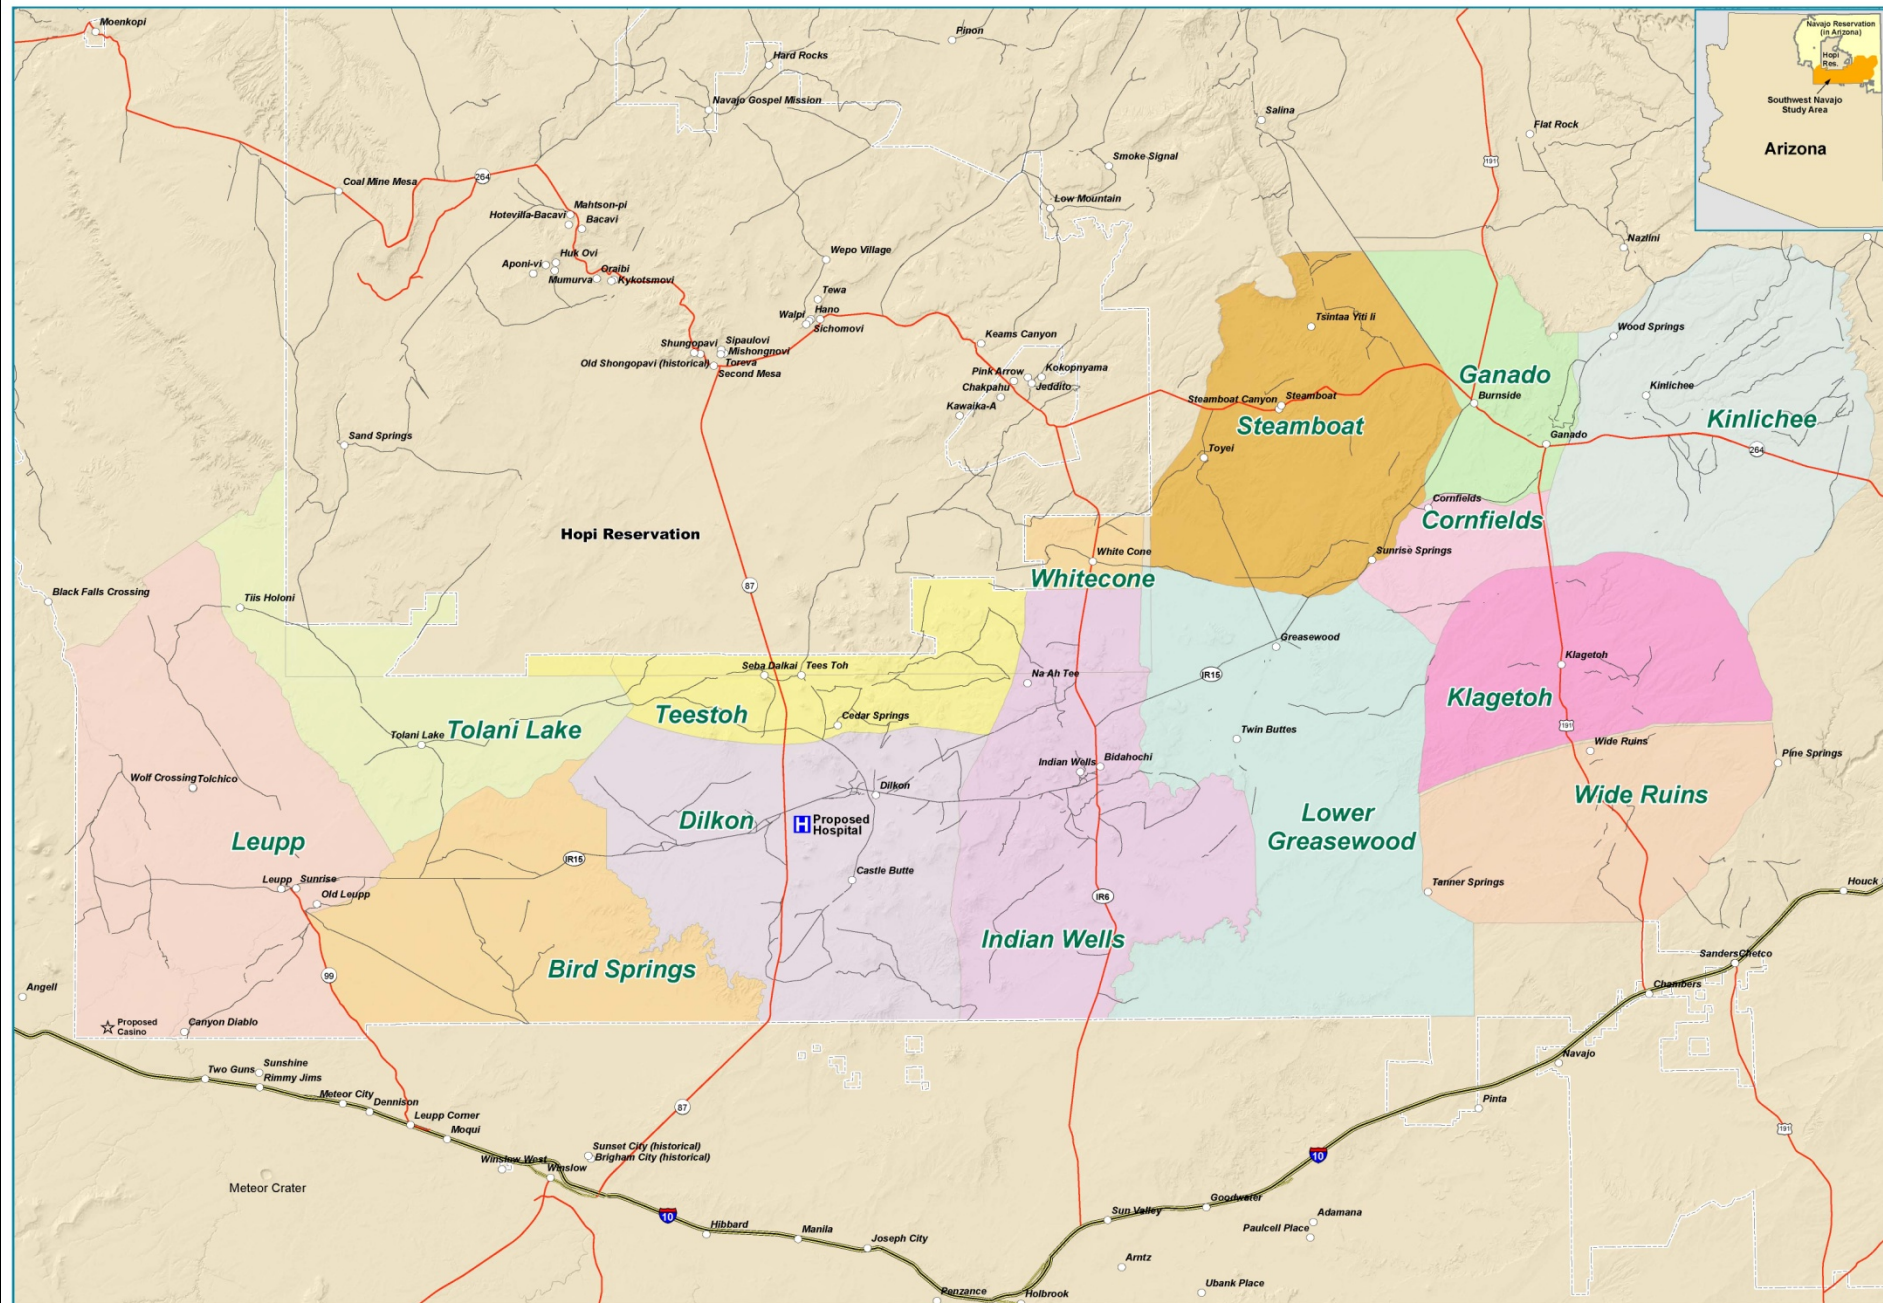 Moenkopi
Pinon
Hard Rocks
Navajo Gospel Mission
Salina
Flat Rock
Smoke Signal
Coal Mine Mesa
264
191
Low Mountain
Navajo Reservation
(in Arizona)
Hopi
Res.
Southwest Navajo
Study Area
Arizona
Mahtson-pi
Hotevilla-Bacavi
Bacavi
Nazlini
Wepo Village
Huk Ovi
Aponi-vi
Oraibi
Mumurva
Kykotsmovi
Tewa
Walpi
Hano
Sichomovi
Tsintaa Yiti Ii
Wood Springs
Keams Canyon
Shungopavi
Sipaulovi
Mishongnovi
Old Shongopavi (historical)
Toreva
Second Mesa
Pink Arrow
Kokopnyama
Chakpahu
Jeddito
Kawaika-A
Steamboat Canyon
Steamboat
Steamboat
Ganado
Burnside
Kinlichee
Kinlichee
Sand Springs
Toyei
Ganado
264
Cornfields
Cornfields
Hopi Reservation
White Cone
Whitecone
Sunrise Springs
87
Black Falls Crossing
Tiis Holoni
Greasewood
Seba Dalkai
Tees Toh
Na Ah Tee
IR15
Klagetoh
Klagetoh
Teestoh
Cedar Springs
Tolani Lake
Tolani Lake
Twin Buttes
191
Wide Ruins
Pine Springs
Wolf Crossing
Tolchico
Indian Wells
Bidahochi
Dilkon
Dilkon
Wide Ruins
H
Proposed
Hospital
Lower
Greasewood
Leupp
IR15
Castle Butte
Leupp
Sunrise
Old Leupp
IR6
Tanner Springs
Houck
Indian Wells
Bird Springs
99
Sanders
Chetco
Angell
Chambers
Proposed
Casino
Canyon Diablo
Navajo
Two Guns
Sunshine
Rimmy Jims
Meteor City
Dennison
Leupp Corner
Moqui
87
Pinta
191
Sunset City (historical)
Brigham City (historical)
Winslow West
Winslow
10
Meteor Crater
10
Goodwater
Sun Valley
Adamana
Paulcell Place
Hibbard
Manila
Joseph City
Arntz
Ubank Place
Penzance
Holbrook